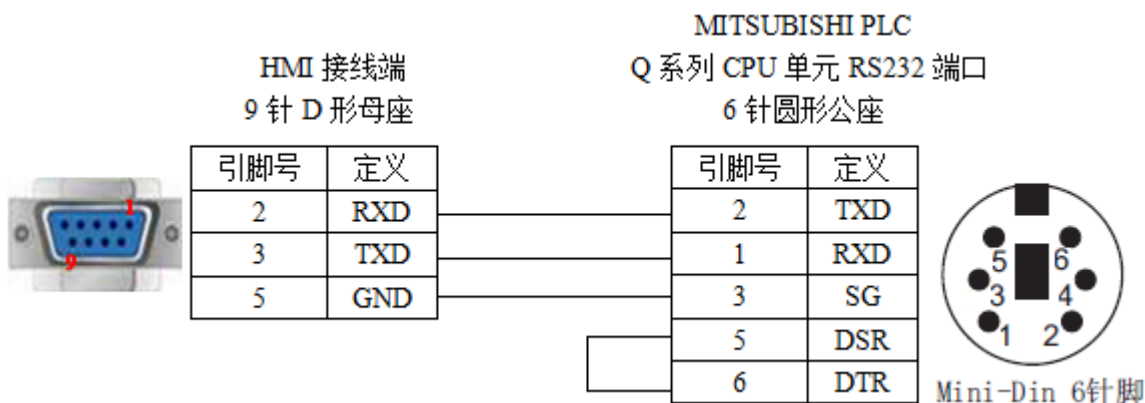 MITSUBISHI PLC
HMI 接线端
Q 系列 CPU 单元 RS232 端口
9 针 D 形母座
6 针圆形公座
引脚号 定义
2 RXD
3 TXD
5 GND
引脚号 定义
2 TXD
1 RXD
3 SG
5 DSR
6 DTR
1
9
5 6
3 4
1 2
Mini-Din 6针脚